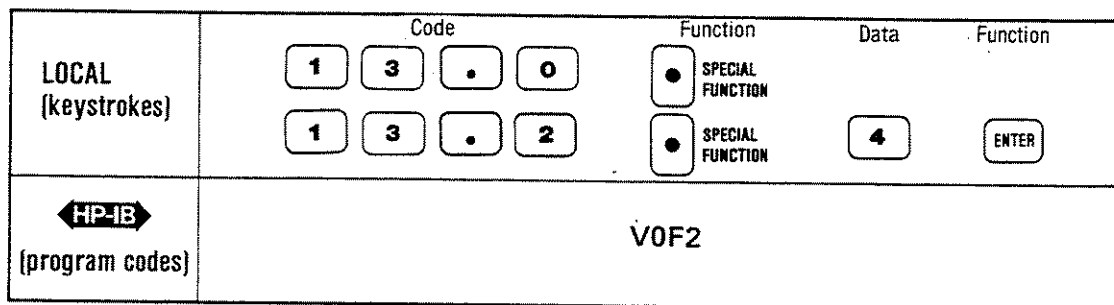 Code Function Data Function
LOCAL
(keystrokes)
1 3 . 0 SPECIAL
FUNCTION
1 3 . 2 SPECIAL
FUNCTION 4 ENTER
HP-IB
(program codes)
V0F2